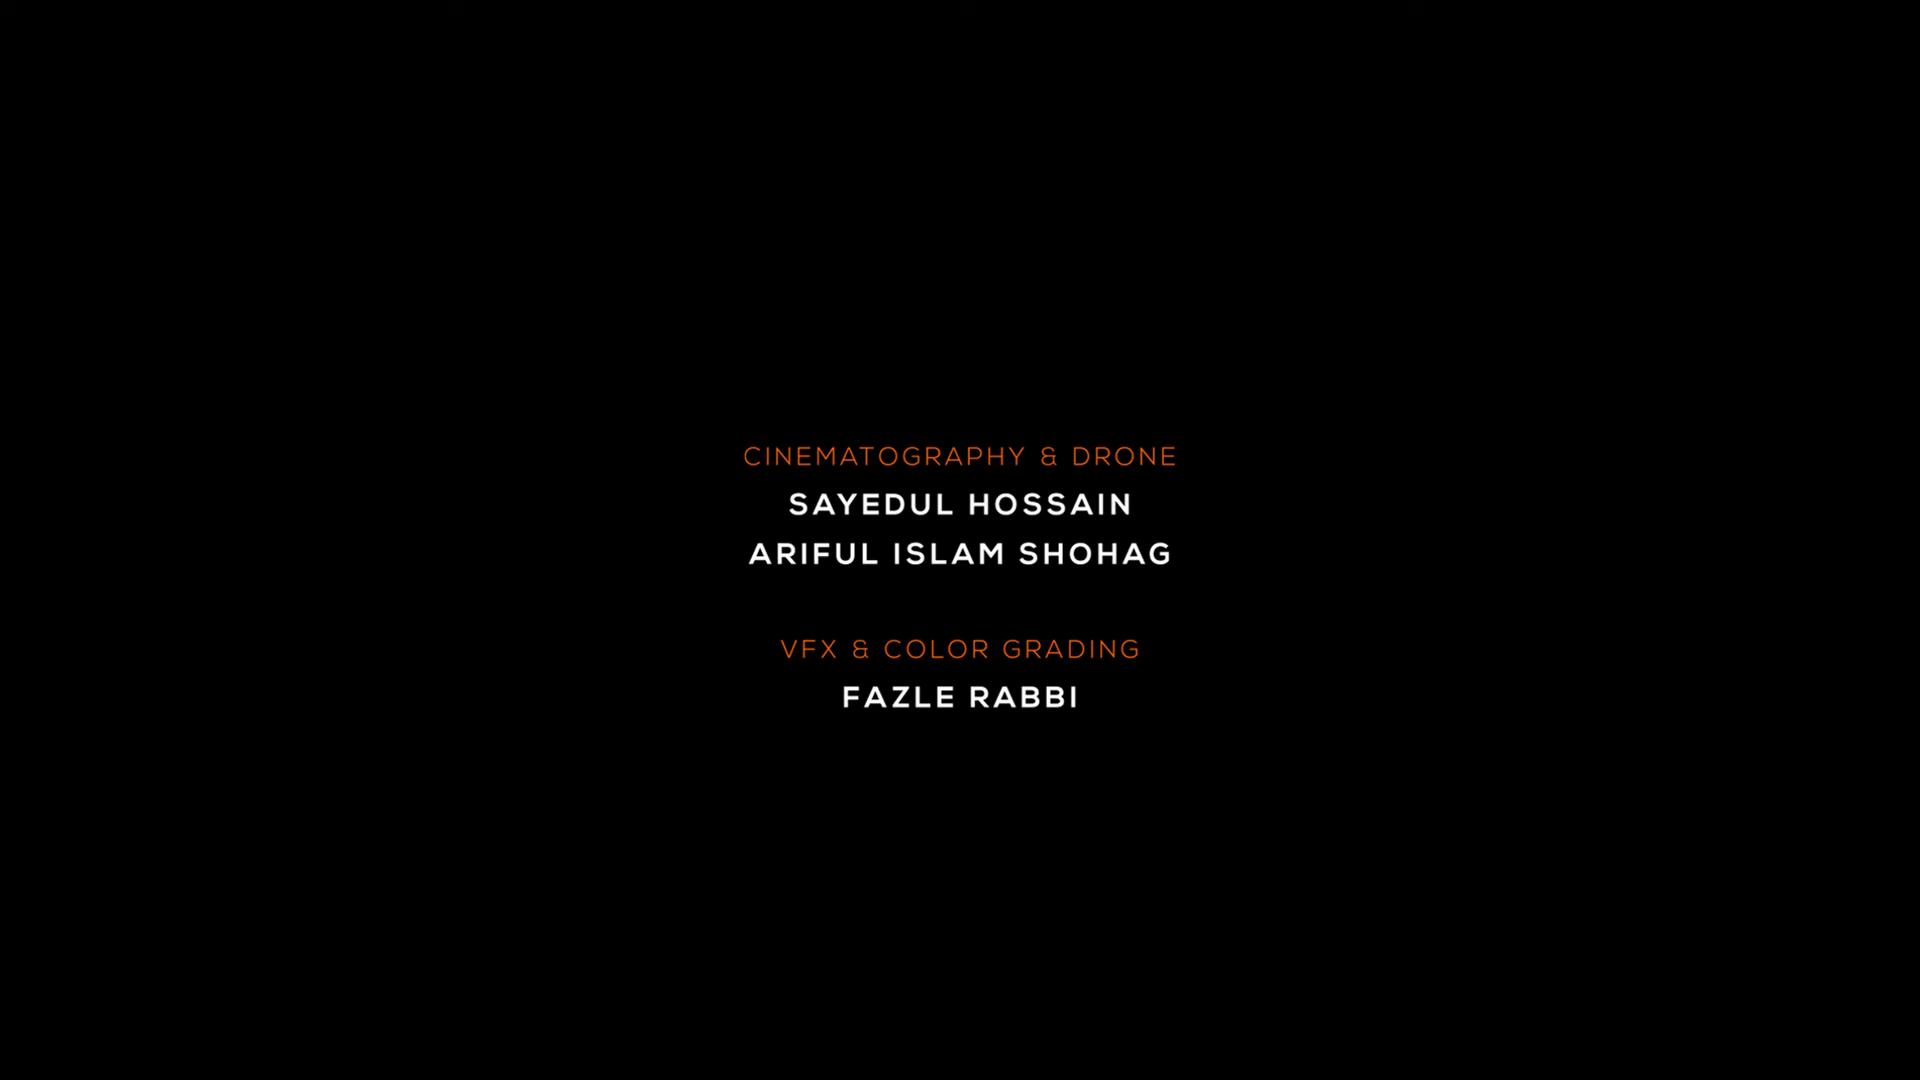 CINEMATOGRAPHY & DRONE
SAYEDUL HOSSAIN
ARIFUL ISLAM SHOHAG
VFX & COLOR GRADING
FAZLE RABBI